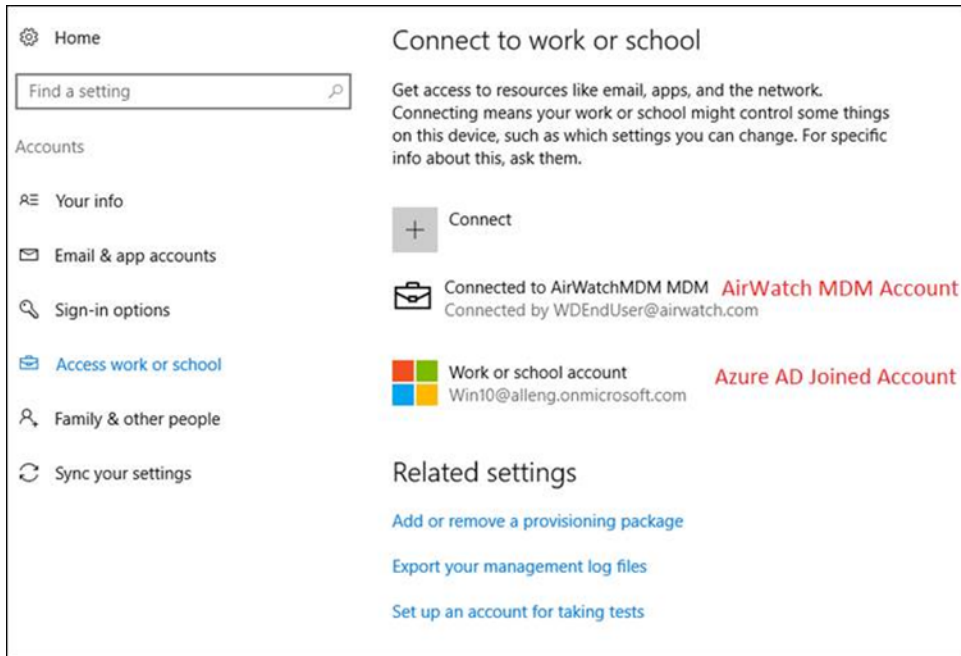 Home
Find a setting
Accounts
Your info
Email & app accounts
Sign-in options
Access work or school
Family & other people
Sync your settings
Connect to work or school
Get access to resources like email, apps, and the network.
Connecting means your work or school might control some things
on this device, such as which settings you can change. For specific
info about this, ask them.
Connect
Connected to AirWatchMDM MDM AirWatch MDM Account
Connected by WDEndUser@airwatch.com
Work or school account Azure AD Joined Account
Win10@alleng.onmicrosoft.com
Related settings
Add or remove a provisioning package
Export your management log files
Set up an account for taking tests